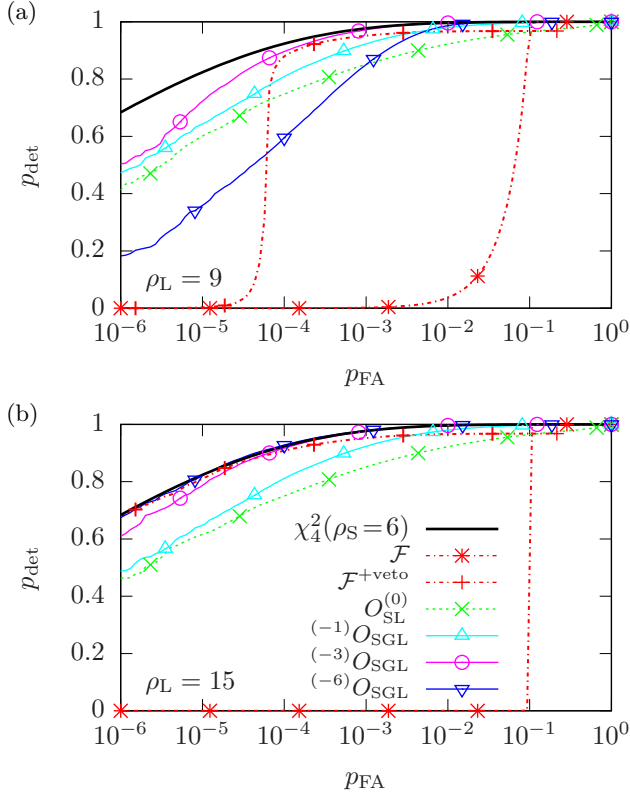 (a)
1
0.8
0.6
0.4
0.2
0
p_det
ρ_L = 9
10^−6 10^−5 10^−4 10^−3 10^−2 10^−1 10^0
p_FA
(b)
1
0.8
0.6
0.4
0.2
0
p_det
χ_4^2(ρ_S=6)
F
F^+veto
O_SL^(0)
^(−1)O_SGL
^(−3)O_SGL
^(−6)O_SGL
ρ_L = 15
10^−6 10^−5 10^−4 10^−3 10^−2 10^−1 10^0
p_FA